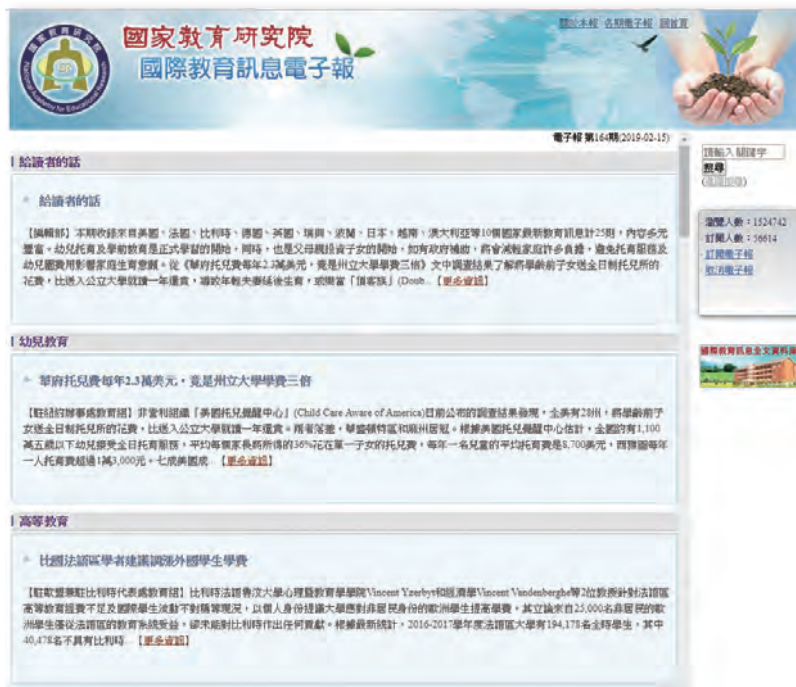 關於本報 各期電子報 回首頁
國家教育研究院
國際教育訊息電子報
National Academy for Educational Research
電子報 第164期(2019-02-15)
請輸入關鍵字
搜尋
瀏覽人數：1524742
訂閱人數：56614
訂閱電子報
取消電子報
國際教育訊息全文資料庫
給讀者的話
給讀者的話
【編輯部】本期收錄來自美國、法國、比利時、德國、英國、瑞典、波蘭、日本、越南、澳大利亞等10個國家最新教育訊息計25則，內容多元
豐富。幼兒托育及學前教育是正式學習的開始，同時，也是父母親投資子女的開始，如有政府補助，將會減輕家庭許多負擔，避免托育服務及
幼兒園費用影響家庭生育意願。從《華府托兒費每年2.3萬美元，竟是州立大學學費三倍》文中調查結果了解將學齡前子女送全日制托兒所的
花費，比送入公立大學就讀一年還貴，導致年輕夫妻延後生育，或樂當「頂客族」(Doub... 【更多資訊】
幼兒教育
華府托兒費每年2.3萬美元，竟是州立大學學費三倍
【駐紐約辦事處教育組】非營利組織「美國托兒提醒中心」(Child Care Aware of America)日前公布的調查結果發現，全美有28州，將學齡前子
女送全日制托兒所的花費，比送入公立大學就讀一年還貴。兩者落差，華盛頓特區和麻州居冠。根據美國托兒提醒中心估計，全國約有1,100
萬五歲以下幼兒接受全日托育服務，平均每個家長將所得的36%花在單一子女的托兒費，每年一名兒童的平均托育費是8,700美元，西雅圖每年
一人托育費超過1萬3,000元。七成美國成... 【更多資訊】
高等教育
比國法語區學者建議調漲外國學生學費
【駐歐盟兼駐比利時代表處教育組】比利時法語魯汶大學心理暨教育學學院Vincent Yzerbyt和經濟學Vincent Vandenberghe等2位教授針對法語區
高等教育經費不足及國際學生流動不對稱等現況，以個人身份提議大學應對非居民身份的歐洲學生提高學費，其立論來自25,000名非居民的歐
洲學生僅從法語區的教育系統受益，卻未能對比利時作出任何貢獻。根據最新統計，2016-2017學年度法語區大學有194,178名全時學生，其中
40,478名不具有比利時... 【更多資訊】